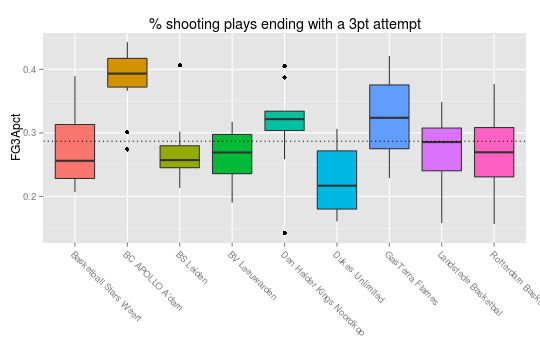 % shooting plays ending with a 3pt attempt
FG3Apct
0.4
0.3
0.2
Basketball Stars Weert
BC APOLLO A'dam
BS Leiden
BV Leeuwarden
Den Helder Kings Noordkop
Dukes Unlimited
GasTerra Flames
Landstede Basketbal
Rotterdam Bask